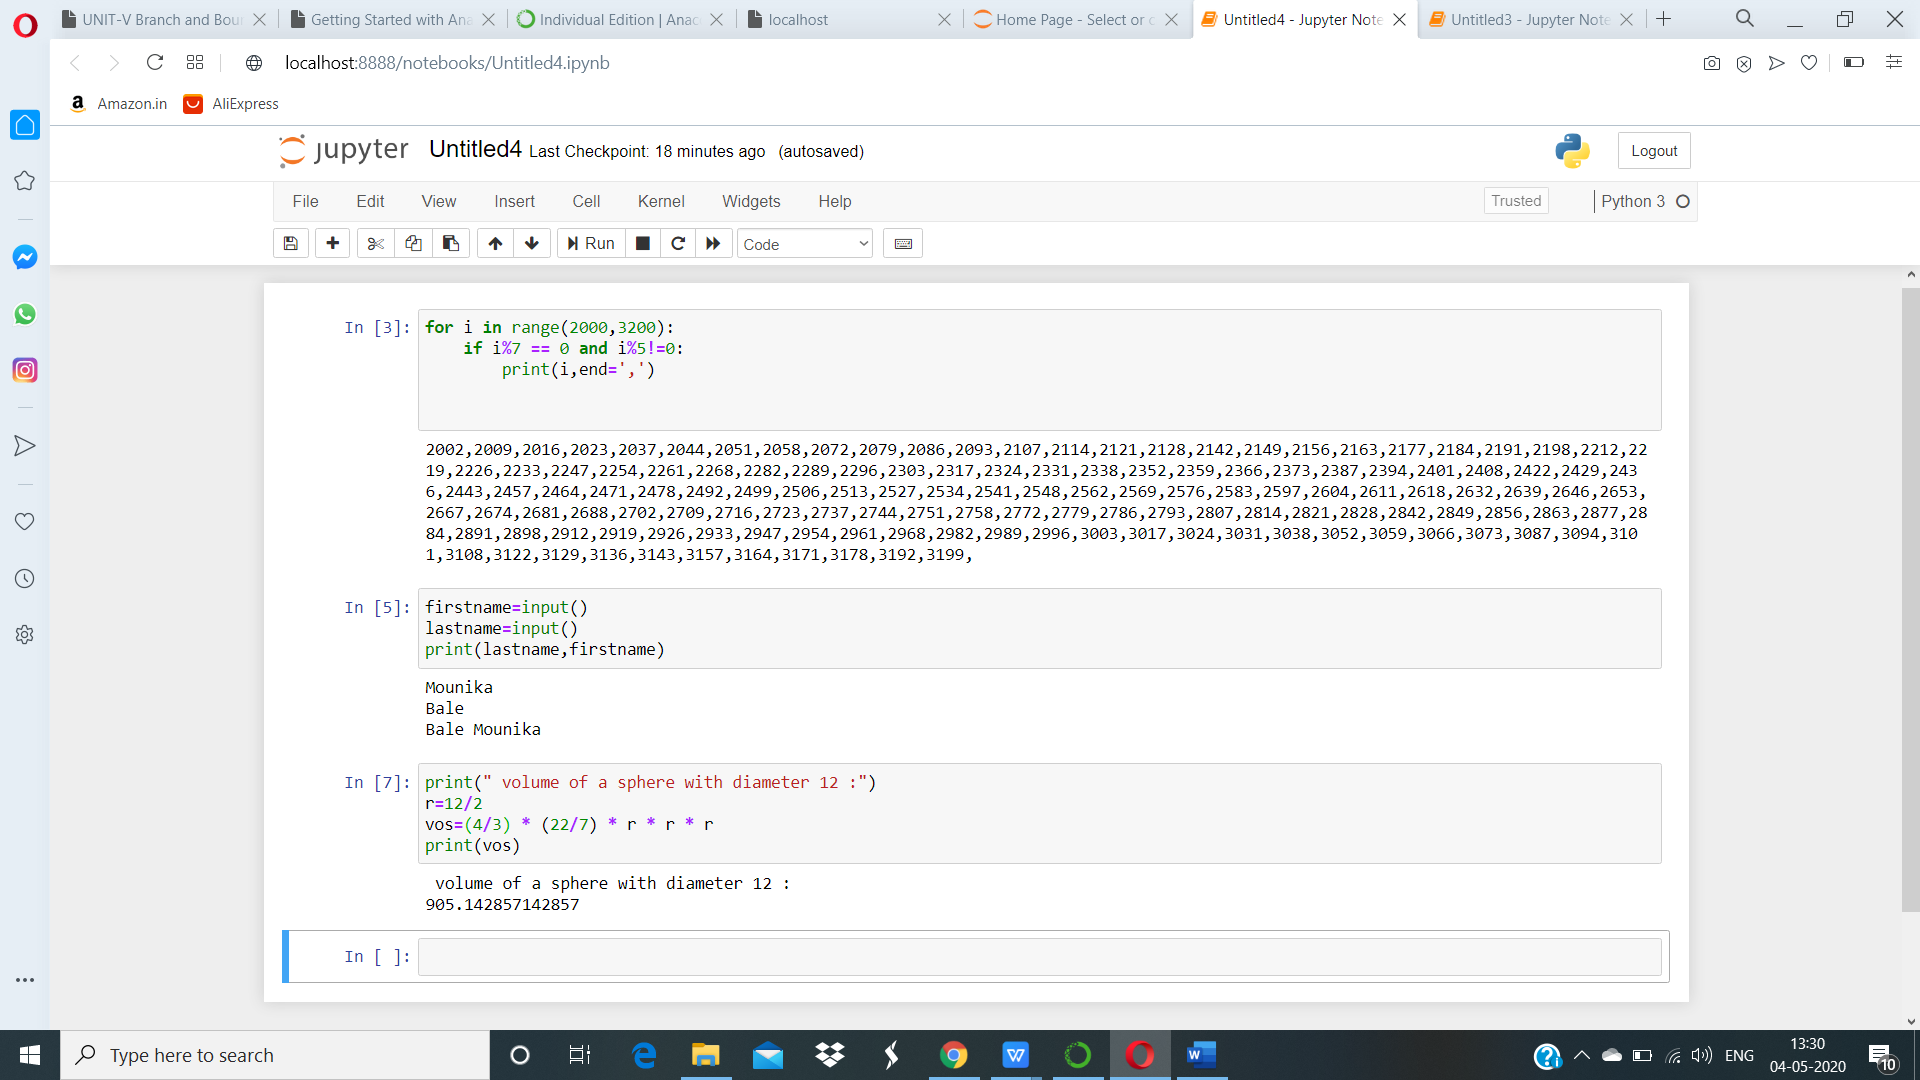 UNIT-V Branch and Bour
Getting Started with Ana
Individual Edition | Anac
localhost
Home Page - Select or c
Untitled4 - Jupyter Note
Untitled3 - Jupyter Note
localhost:8888/notebooks/Untitled4.ipynb
Amazon.in
AliExpress
jupyter Untitled4 Last Checkpoint: 18 minutes ago (autosaved)
Logout
File Edit View Insert Cell Kernel Widgets Help
Trusted
Python 3
Run
Code
In [3]: for i in range(2000,3200):
if i%7 == 0 and i%5!=0:
print(i,end=',')
2002,2009,2016,2023,2037,2044,2051,2058,2072,2079,2086,2093,2107,2114,2121,2128,2142,2149,2156,2163,2177,2184,2191,2198,2212,22
19,2226,2233,2247,2254,2261,2268,2282,2289,2296,2303,2317,2324,2331,2338,2352,2359,2366,2373,2387,2394,2401,2408,2422,2429,243
6,2443,2457,2464,2471,2478,2492,2499,2506,2513,2527,2534,2541,2548,2562,2569,2576,2583,2597,2604,2611,2618,2632,2639,2646,2653,
2667,2674,2681,2688,2702,2709,2716,2723,2737,2744,2751,2758,2772,2779,2786,2793,2807,2814,2821,2828,2842,2849,2856,2863,2877,28
84,2891,2898,2912,2919,2926,2933,2947,2954,2961,2968,2982,2989,2996,3003,3017,3024,3031,3038,3052,3059,3066,3073,3087,3094,310
1,3108,3122,3129,3136,3143,3157,3164,3171,3178,3192,3199,
In [5]: firstname=input()
lastname=input()
print(lastname,firstname)
Mounika
Bale
Bale Mounika
In [7]: print(" volume of a sphere with diameter 12 :")
r=12/2
vos=(4/3) * (22/7) * r * r * r
print(vos)
volume of a sphere with diameter 12 :
905.142857142857
In [ ]:
Type here to search
ENG
13:30
04-05-2020
10